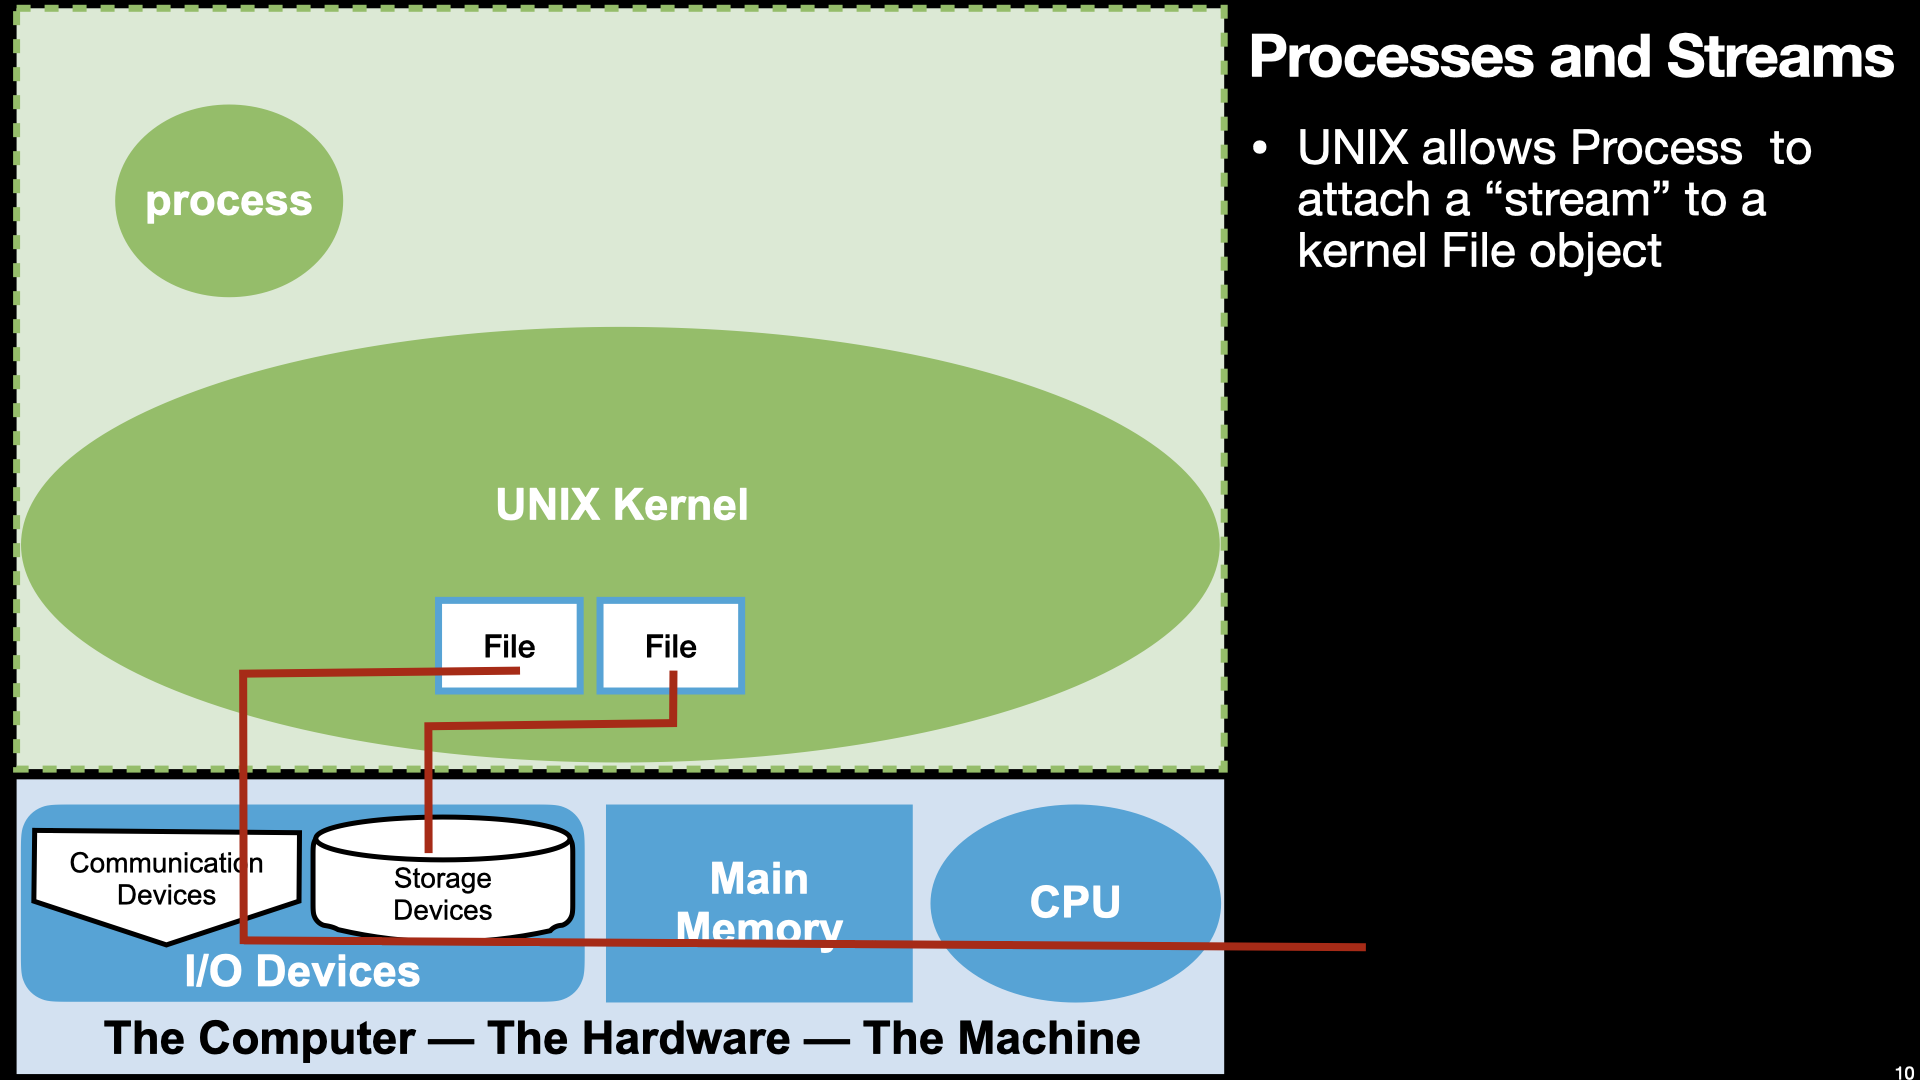 Processes and Streams
• UNIX allows Process  to
attach a “stream” to a
kernel File object
process
UNIX Kernel
File
File
Communication
Devices
Storage
Devices
I/O Devices
Main
Memory
CPU
The Computer — The Hardware — The Machine
10